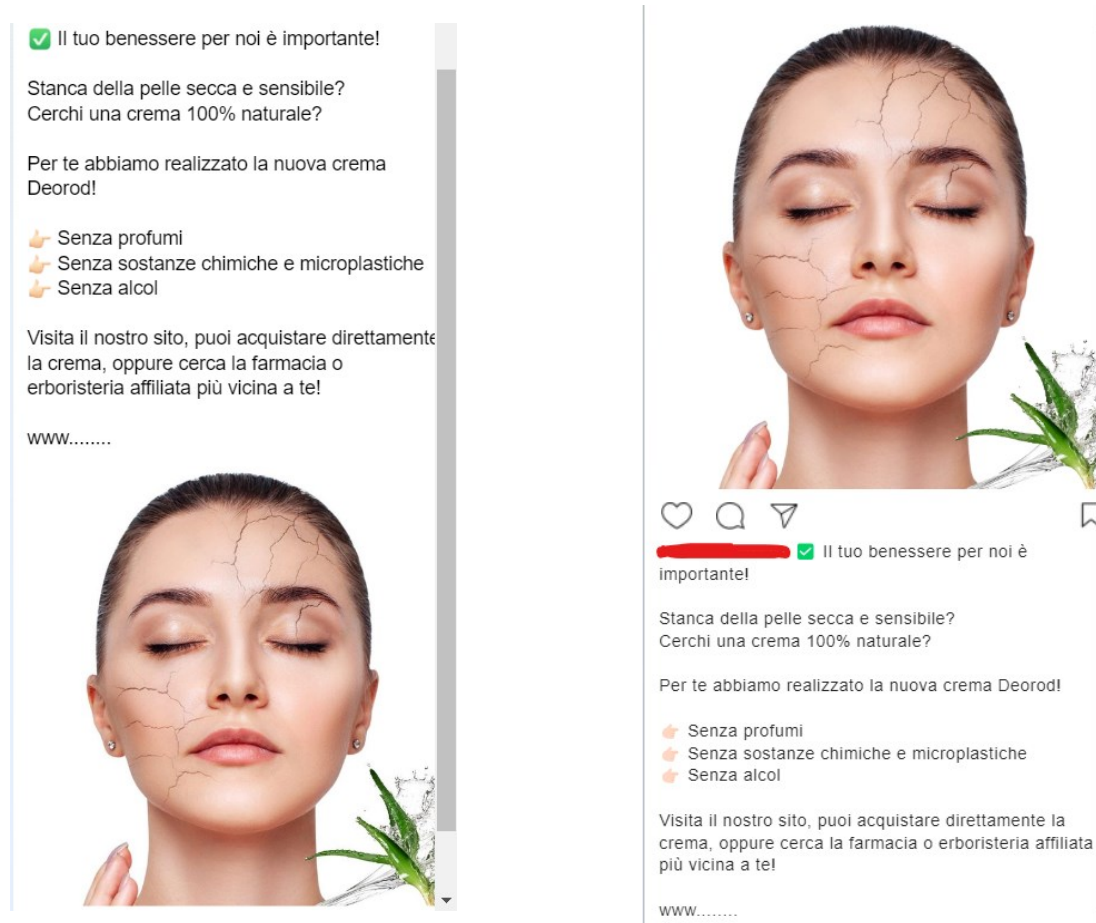 ✅ Il tuo benessere per noi è importante!
Stanca della pelle secca e sensibile?
Cerchi una crema 100% naturale?
Per te abbiamo realizzato la nuova crema
Deorod!
👉🏻 Senza profumi
👉🏻 Senza sostanze chimiche e microplastiche
👉🏻 Senza alcol
Visita il nostro sito, puoi acquistare direttamente
la crema, oppure cerca la farmacia o
erboristeria affiliata più vicina a te!
www........
✅ Il tuo benessere per noi è
importante!
Stanca della pelle secca e sensibile?
Cerchi una crema 100% naturale?
Per te abbiamo realizzato la nuova crema Deorod!
👉🏻 Senza profumi
👉🏻 Senza sostanze chimiche e microplastiche
👉🏻 Senza alcol
Visita il nostro sito, puoi acquistare direttamente la
crema, oppure cerca la farmacia o erboristeria affiliata
più vicina a te!
www........